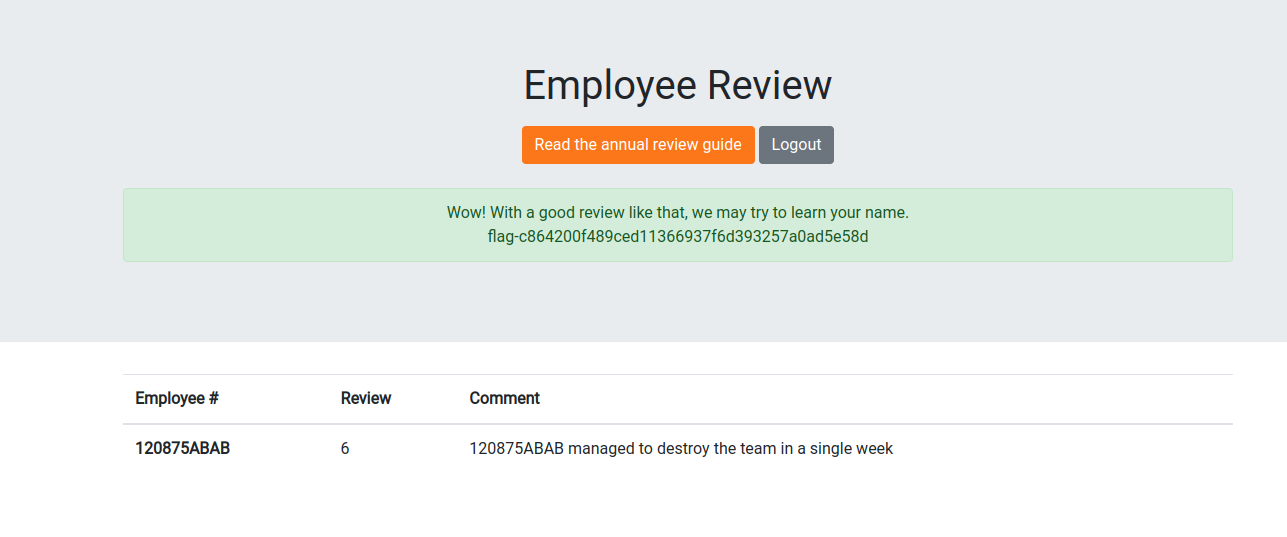 Employee Review
Read the annual review guide Logout
Wow! With a good review like that, we may try to learn your name.
flag-c864200f489ced11366937f6d393257a0ad5e58d
Employee # Review Comment
120875ABAB 6 120875ABAB managed to destroy the team in a single week